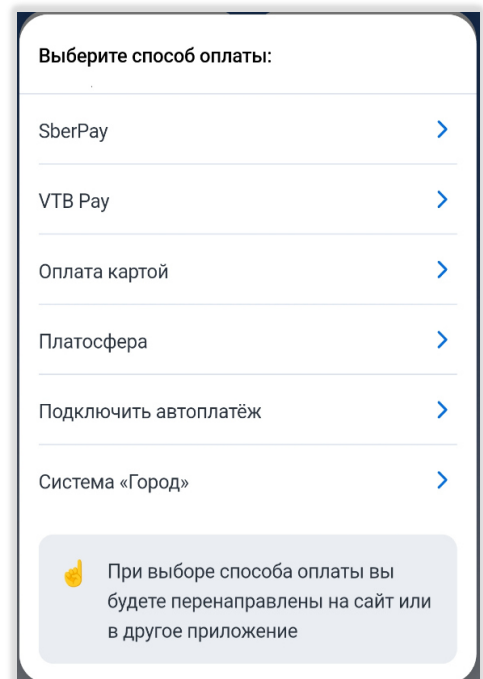 Выберите способ оплаты:
SberPay
VTB Pay
Оплата картой
Платосфера
Подключить автоплатёж
Система «Город»
При выборе способа оплаты вы
будете перенаправлены на сайт или
в другое приложение